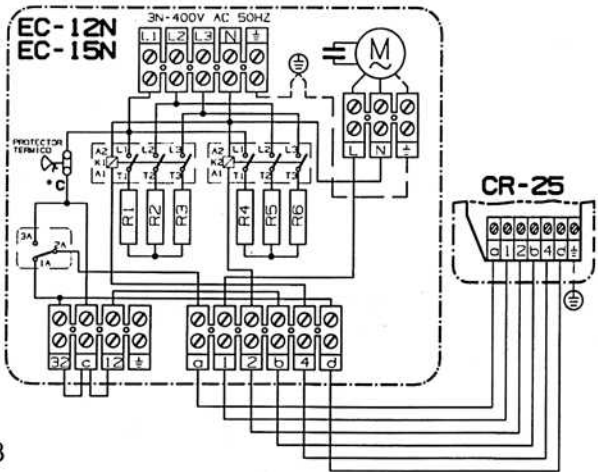 EC-12N
EC-15N
3N-400V AC 50HZ
L1 L2 L3 N
M
L N
PROTECTOR
TERMICO
*C
A2 L1 L2 L3
K1
A1 T1 T2 T3
A2 L1 L2 L3
K2
A1 T1 T2 T3
R1 R2 R3
R4 R5 R6
3A
2A
1A
CR-25
a 1 2 b 4 d
32 c 12
a 1 2 b 4 d